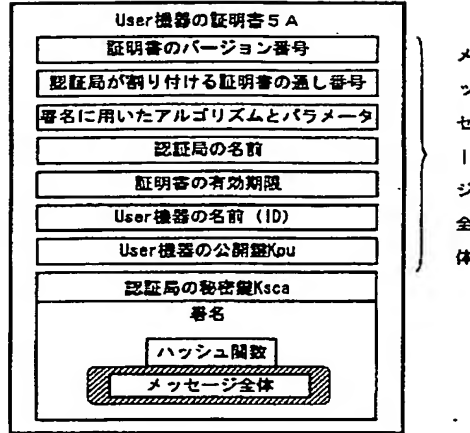 User機器の証明書5A
証明書のバージョン番号
認証局が割り付ける証明書の通し番号
署名に用いたアルゴリズムとパラメータ
認証局の名前
証明書の有効期限
User機器の名前 (ID)
User機器の公開鍵Kpu
認証局の秘密鍵Ksca
署名
ハッシュ関数
メッセージ全体
メッセージ全体